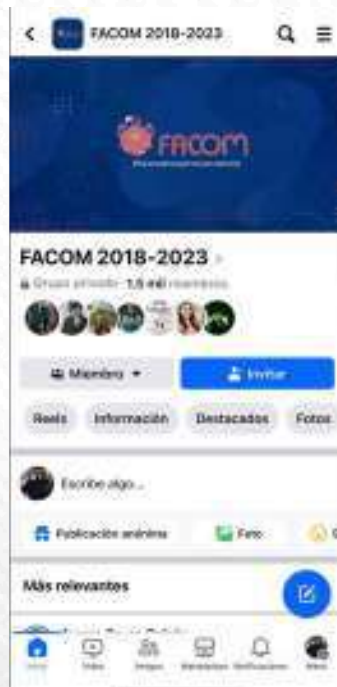 FACOM 2018-2023
FACOM
FACOM 2018-2023
Grupo privado 1.5 mil miembros
Miembro
Invitar
Reels
Información
Destacados
Fotos
Escribe algo...
Publicación anónima
Foto
Más relevantes
Inicio
Video
Amigos
Marketplace
Notificaciones
Menú